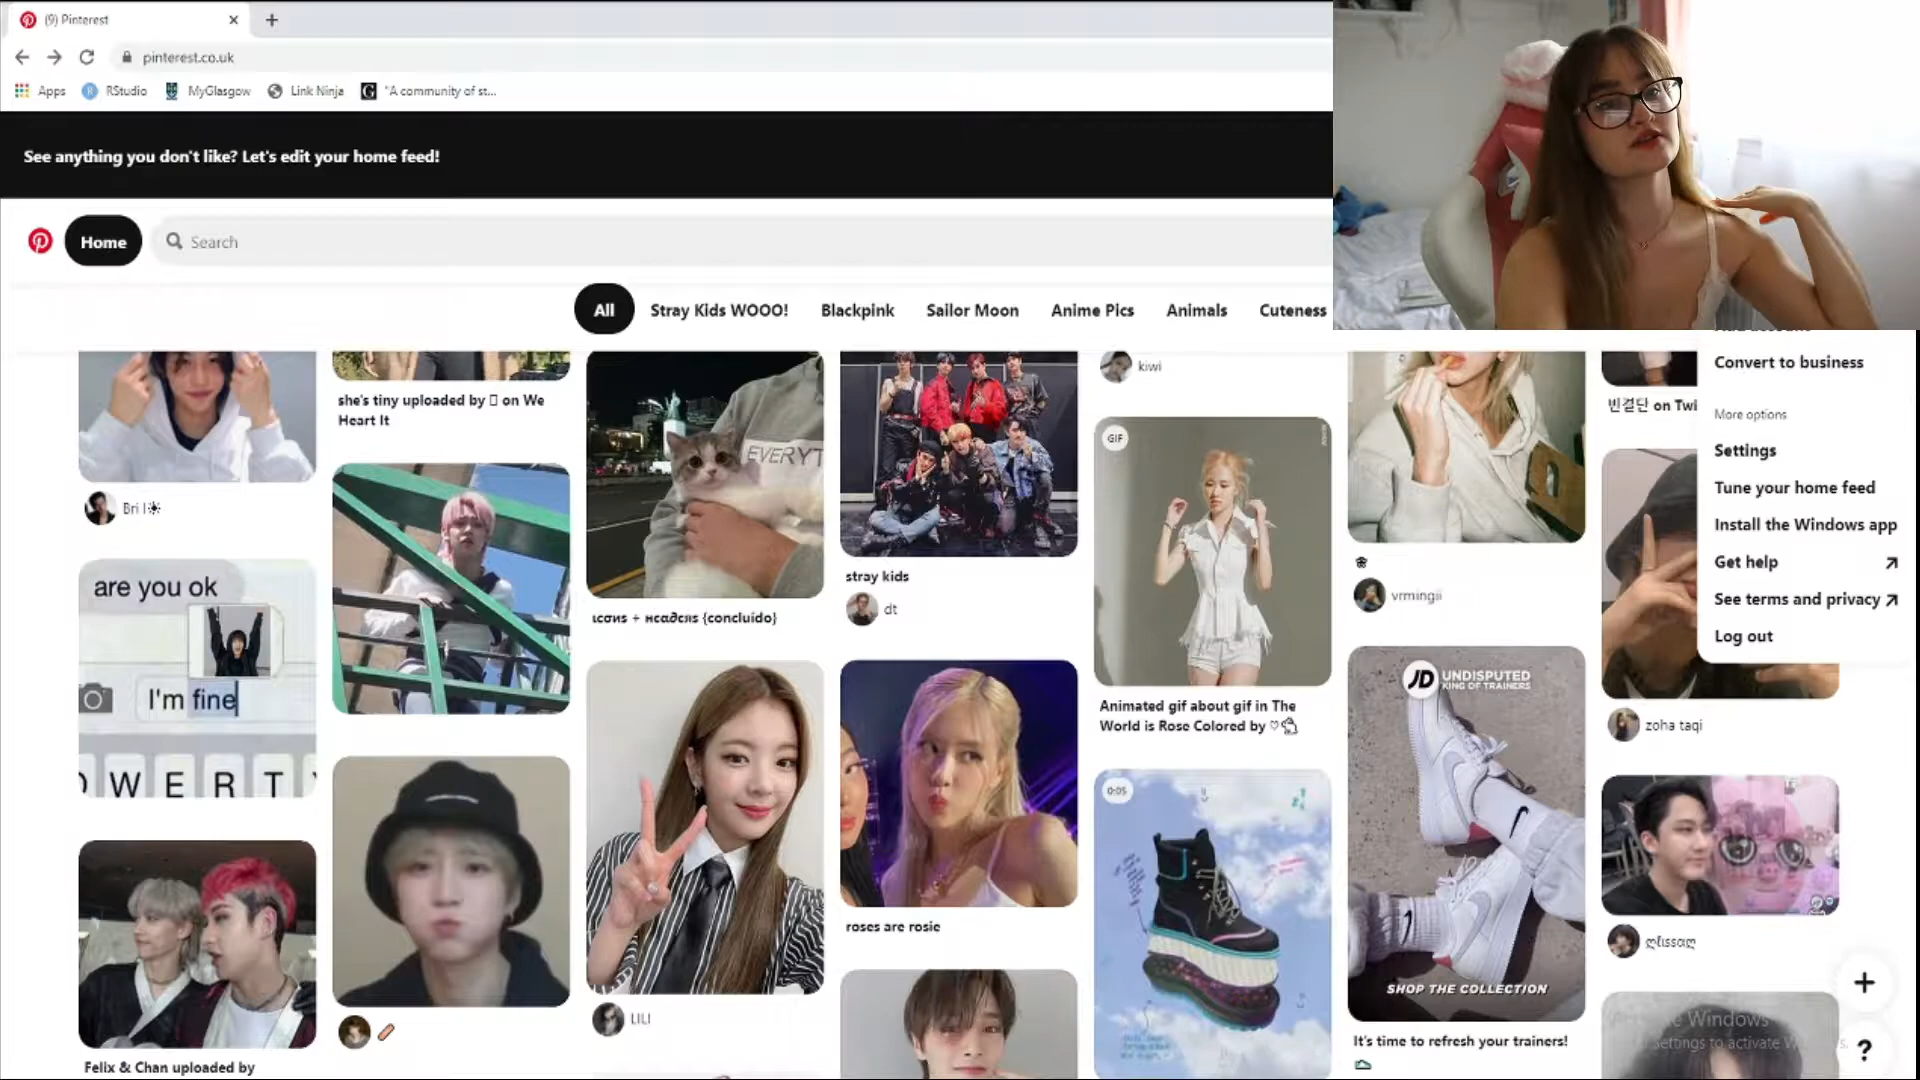 (9) Pinterest
pinterest.co.uk
Apps
RStudio
MyGlasgow
Link Ninja
"A community of st...
See anything you don't like? Let's edit your home feed!
Home
Search
All
Stray Kids WOOO!
Blackpink
Sailor Moon
Anime Pics
Animals
Cuteness
Convert to business
More options
Settings
Tune your home feed
Install the Windows app
Get help
See terms and privacy
Log out
Bri I☀
are you ok
I'm fine
W E R T
Felix & Chan uploaded by
she's tiny uploaded by ▯ on We
Heart It
EVERYT
ιcσиѕ + нєα∂єяѕ {concluído}
LILI
stray kids
dt
roses are rosie
kiwi
GIF
Animated gif about gif in The
World is Rose Colored by ♡
0:05
vrmingii
JD UNDISPUTED
KING OF TRAINERS
SHOP THE COLLECTION
It's time to refresh your trainers!
빈결단 on Twi
zoha taqi
Windows
Settings to activate
?